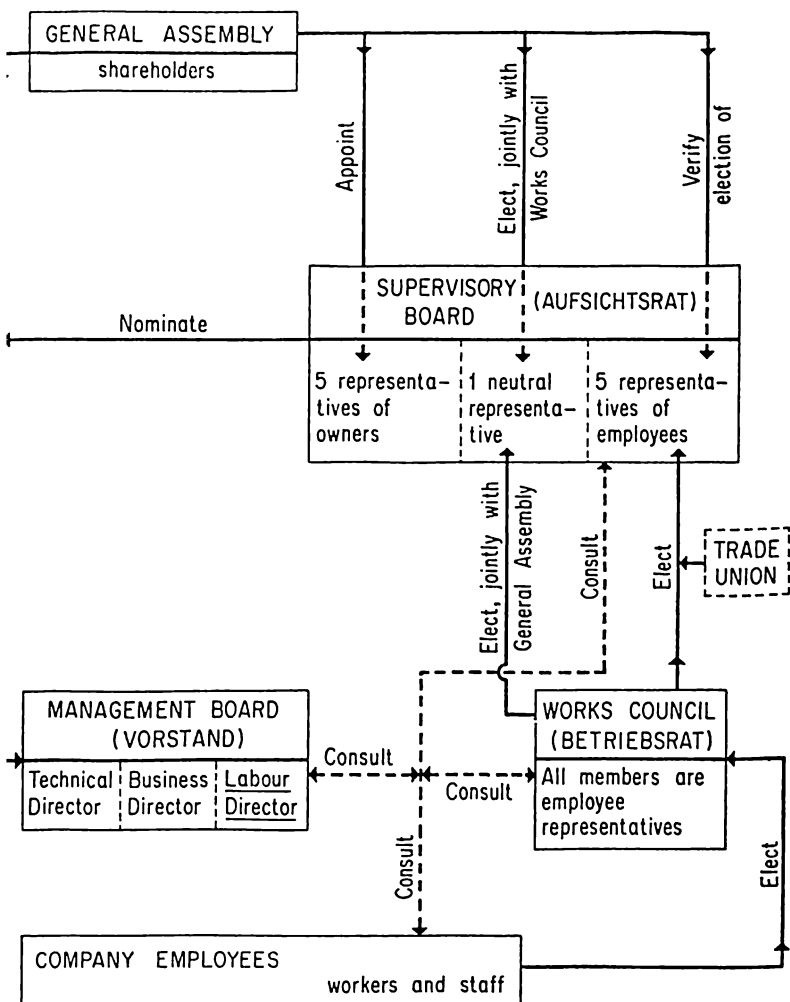 GENERAL ASSEMBLY
shareholders
Appoint
Elect, jointly with
Works Council
Verify
election of
SUPERVISORY
BOARD
(AUFSICHTSRAT)
Nominate
5 representa-
tives of
owners
1 neutral
representa-
tive
5 representa-
tives of
employees
Elect, jointly with
General Assembly
Consult
Elect
TRADE
UNION
MANAGEMENT BOARD
(VORSTAND)
Technical
Director
Business
Director
Labour
Director
Consult
Consult
WORKS COUNCIL
(BETRIEBSRAT)
All members are
employee
representatives
Consult
Elect
COMPANY EMPLOYEES
workers and staff